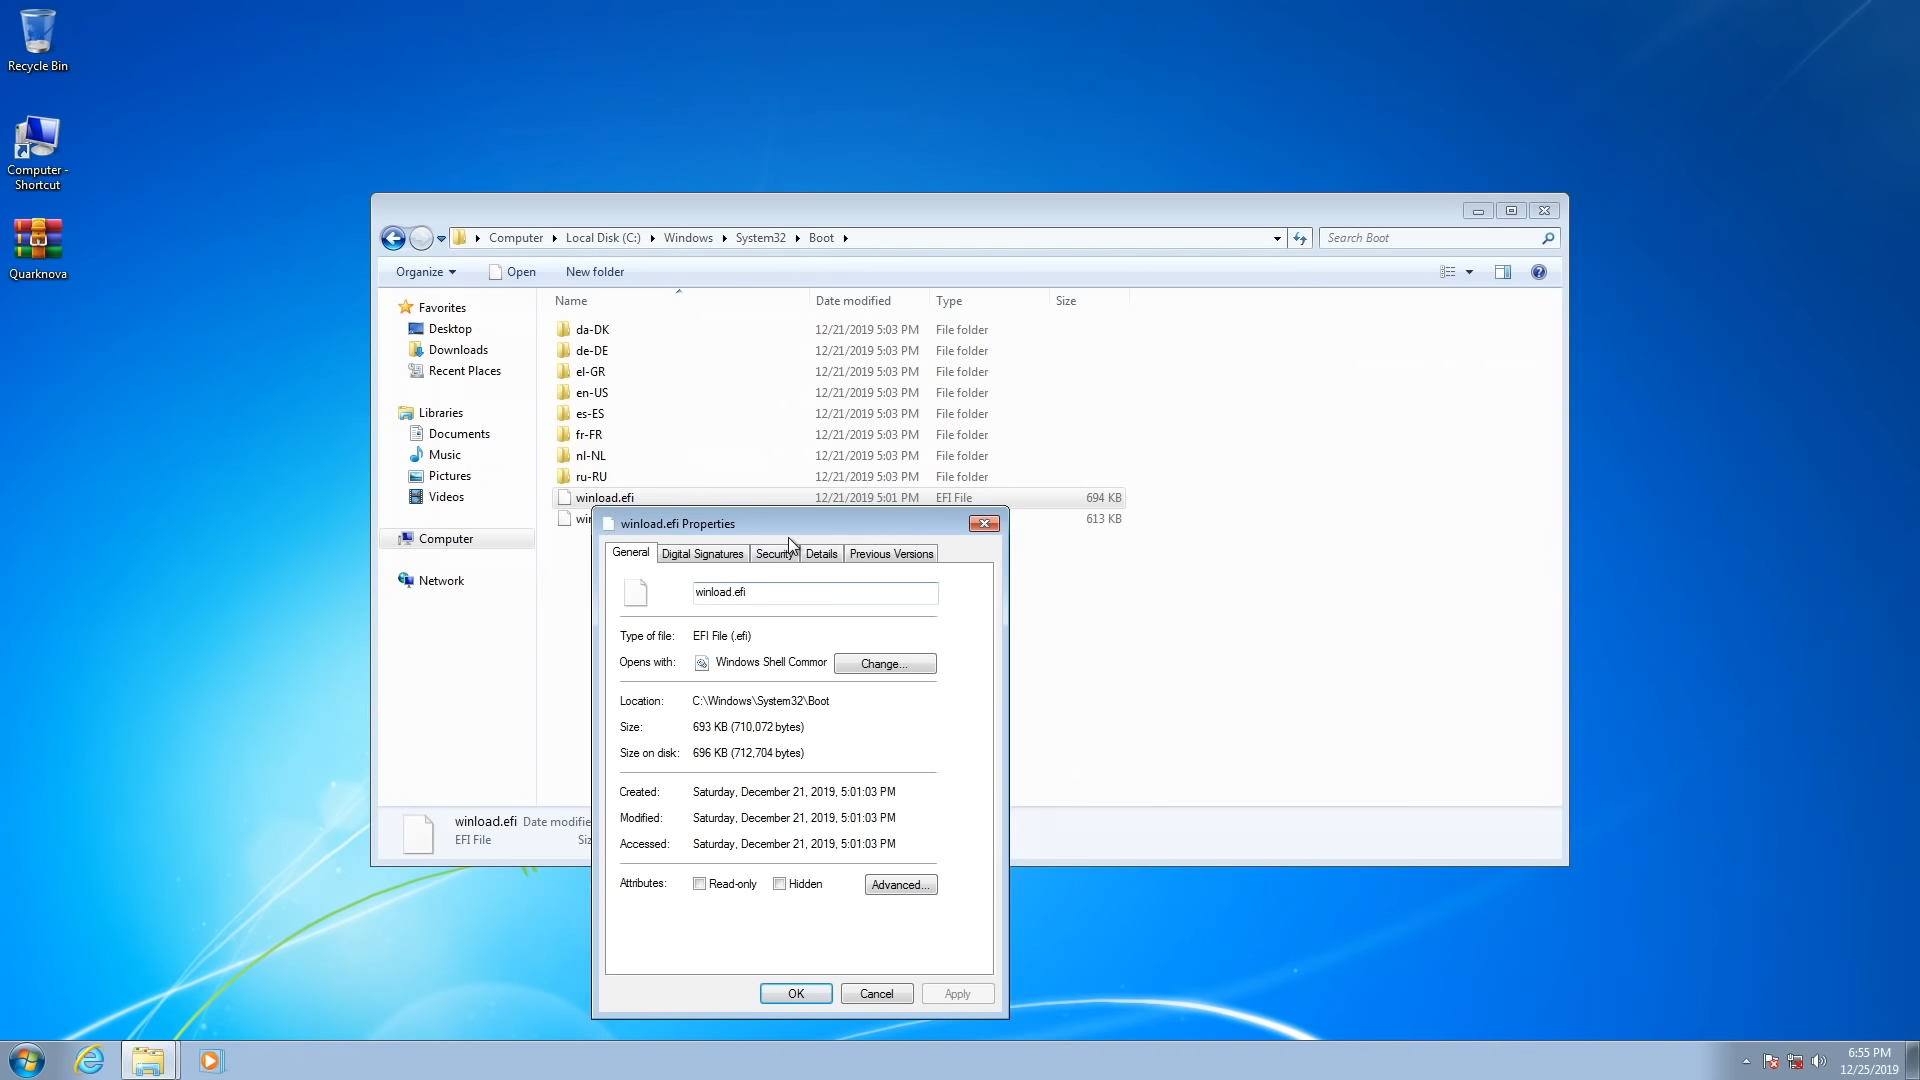 Recycle Bin
Computer -
Shortcut
Quarknova
Computer Local Disk (C:) Windows System32 Boot
Search Boot
Organize Open New folder
Name Date modified Type Size
Favorites
Desktop
Downloads
Recent Places
Libraries
Documents
Music
Pictures
Videos
Computer
Network
da-DK 12/21/2019 5:03 PM File folder
de-DE 12/21/2019 5:03 PM File folder
el-GR 12/21/2019 5:03 PM File folder
en-US 12/21/2019 5:03 PM File folder
es-ES 12/21/2019 5:03 PM File folder
fr-FR 12/21/2019 5:03 PM File folder
nl-NL 12/21/2019 5:03 PM File folder
ru-RU 12/21/2019 5:03 PM File folder
winload.efi 12/21/2019 5:01 PM EFI File 694 KB
613 KB
winload.efi Properties
General Digital Signatures Security Details Previous Versions
winload.efi
Type of file: EFI File (.efi)
Opens with: Windows Shell Commor Change...
Location: C:\Windows\System32\Boot
Size: 693 KB (710,072 bytes)
Size on disk: 696 KB (712,704 bytes)
Created: Saturday, December 21, 2019, 5:01:03 PM
Modified: Saturday, December 21, 2019, 5:01:03 PM
Accessed: Saturday, December 21, 2019, 5:01:03 PM
Attributes: Read-only Hidden Advanced...
OK Cancel Apply
winload.efi Date modifie
EFI File
6:55 PM
12/25/2019